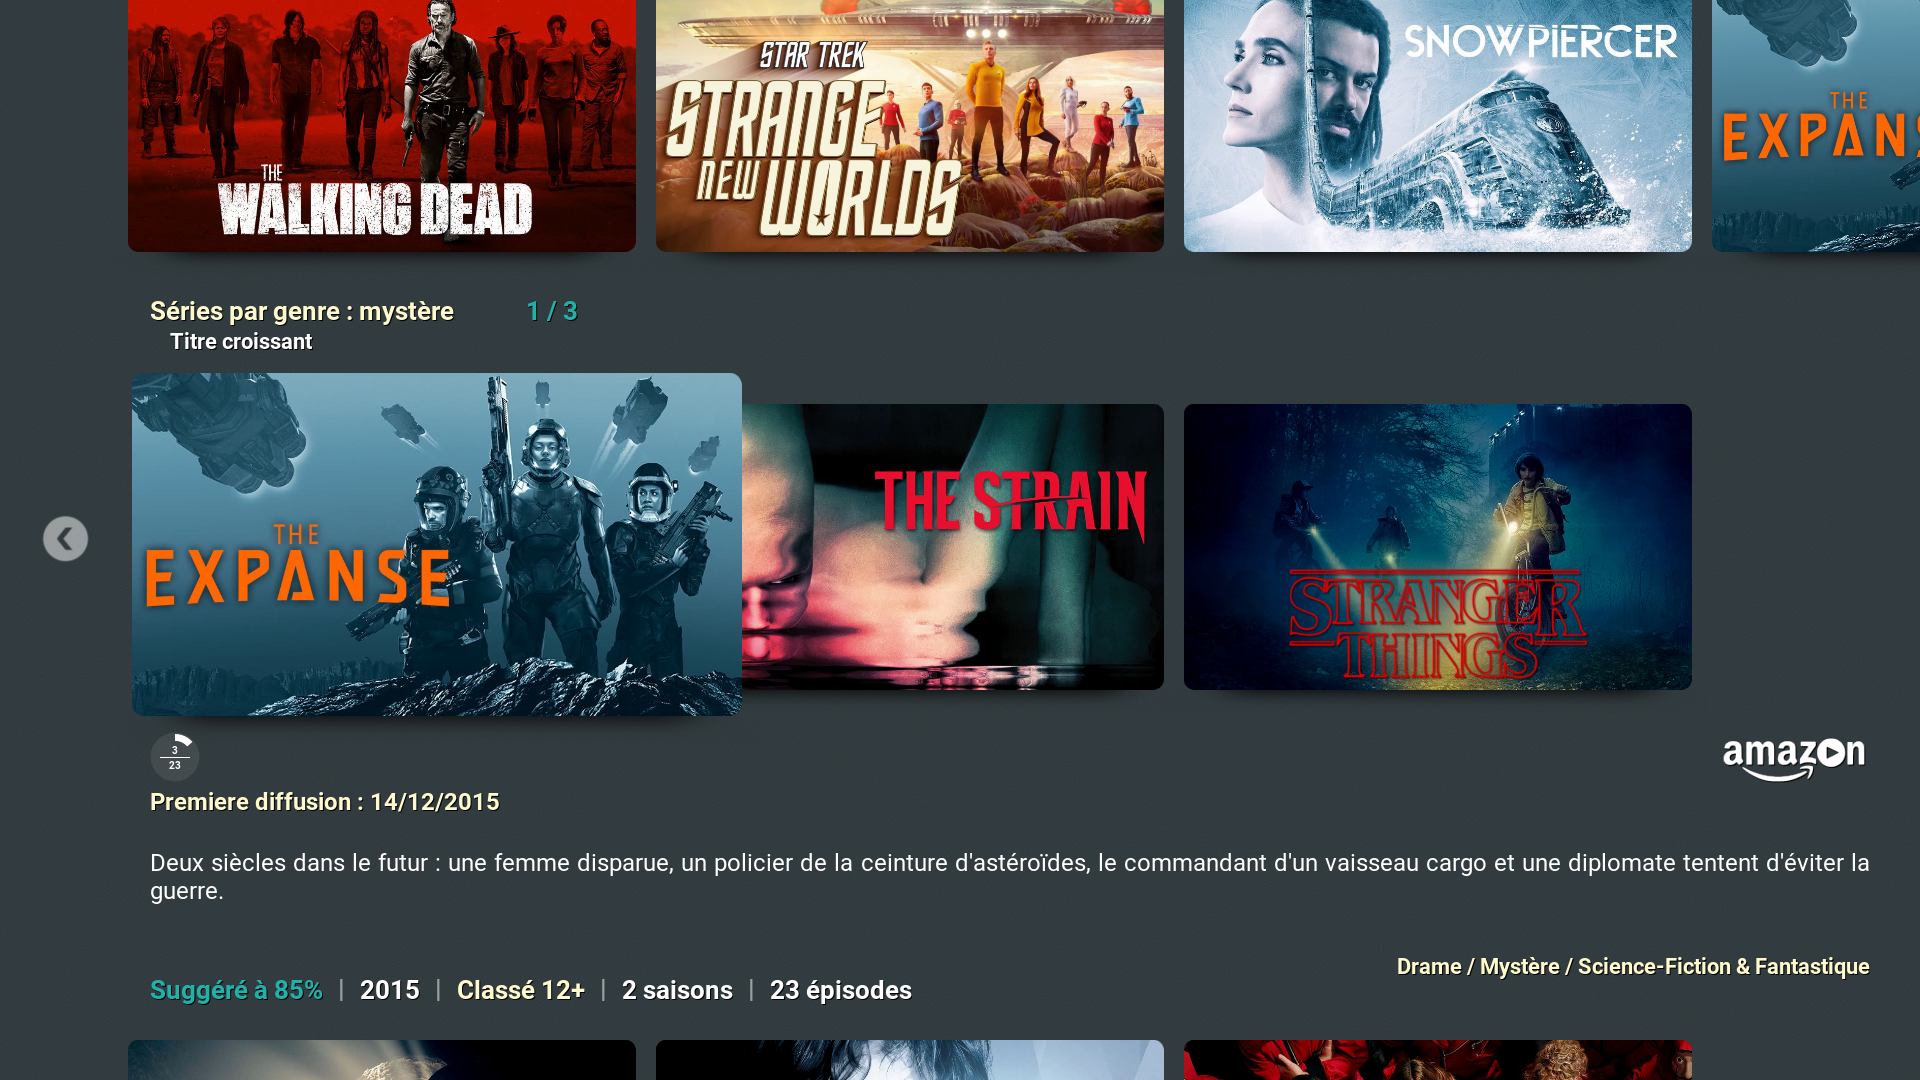 THE
WALKING DEAD
STAR TREK
STRANGE
NEW WORLDS
SNOWPIERCER
THE
EXPANS
Séries par genre : mystère 1 / 3
Titre croissant
THE
EXPANSE
THE STRAIN
STRANGER
THINGS
3
23
amazon
Premiere diffusion : 14/12/2015
Deux siècles dans le futur : une femme disparue, un policier de la ceinture d'astéroïdes, le commandant d'un vaisseau cargo et une diplomate tentent d'éviter la
guerre.
Drame / Mystère / Science-Fiction & Fantastique
Suggéré à 85% | 2015 | Classé 12+ | 2 saisons | 23 épisodes